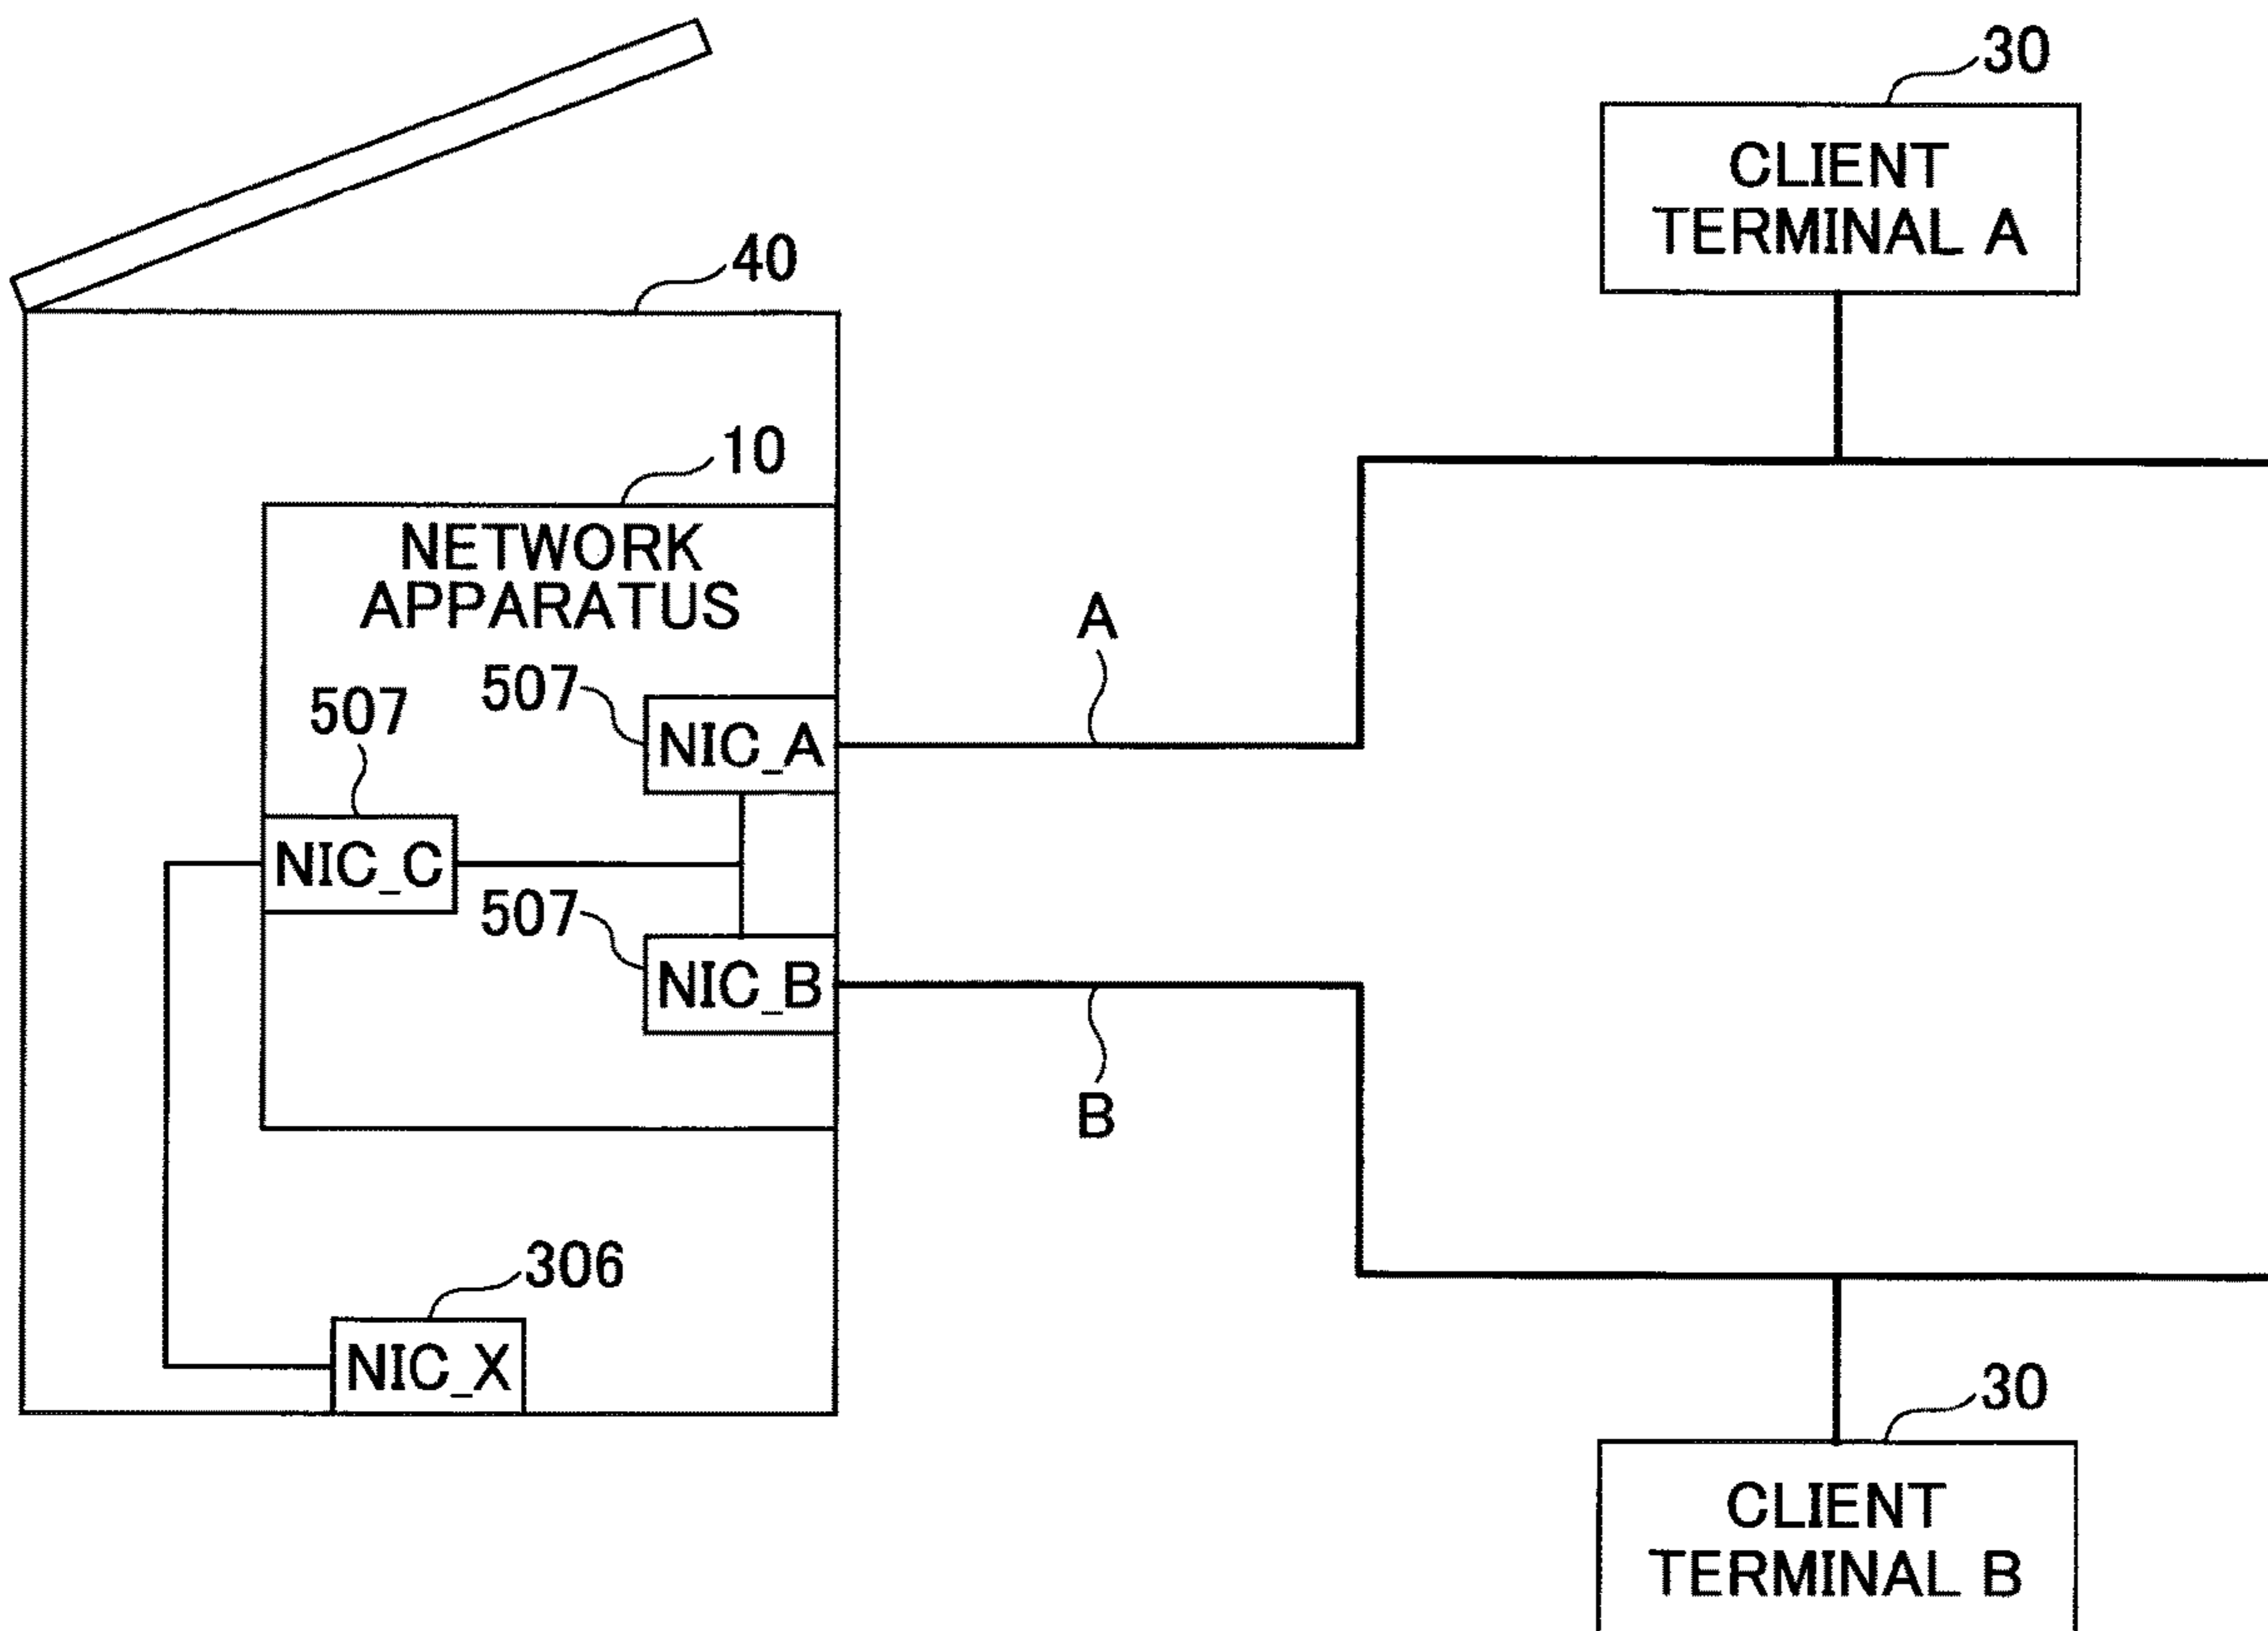 30
CLIENT
TERMINAL A
40
10
NETWORK
APPARATUS
A
507
507
NIC_A
NIC_C
507
NIC_B
B
306
NIC_X
30
CLIENT
TERMINAL B